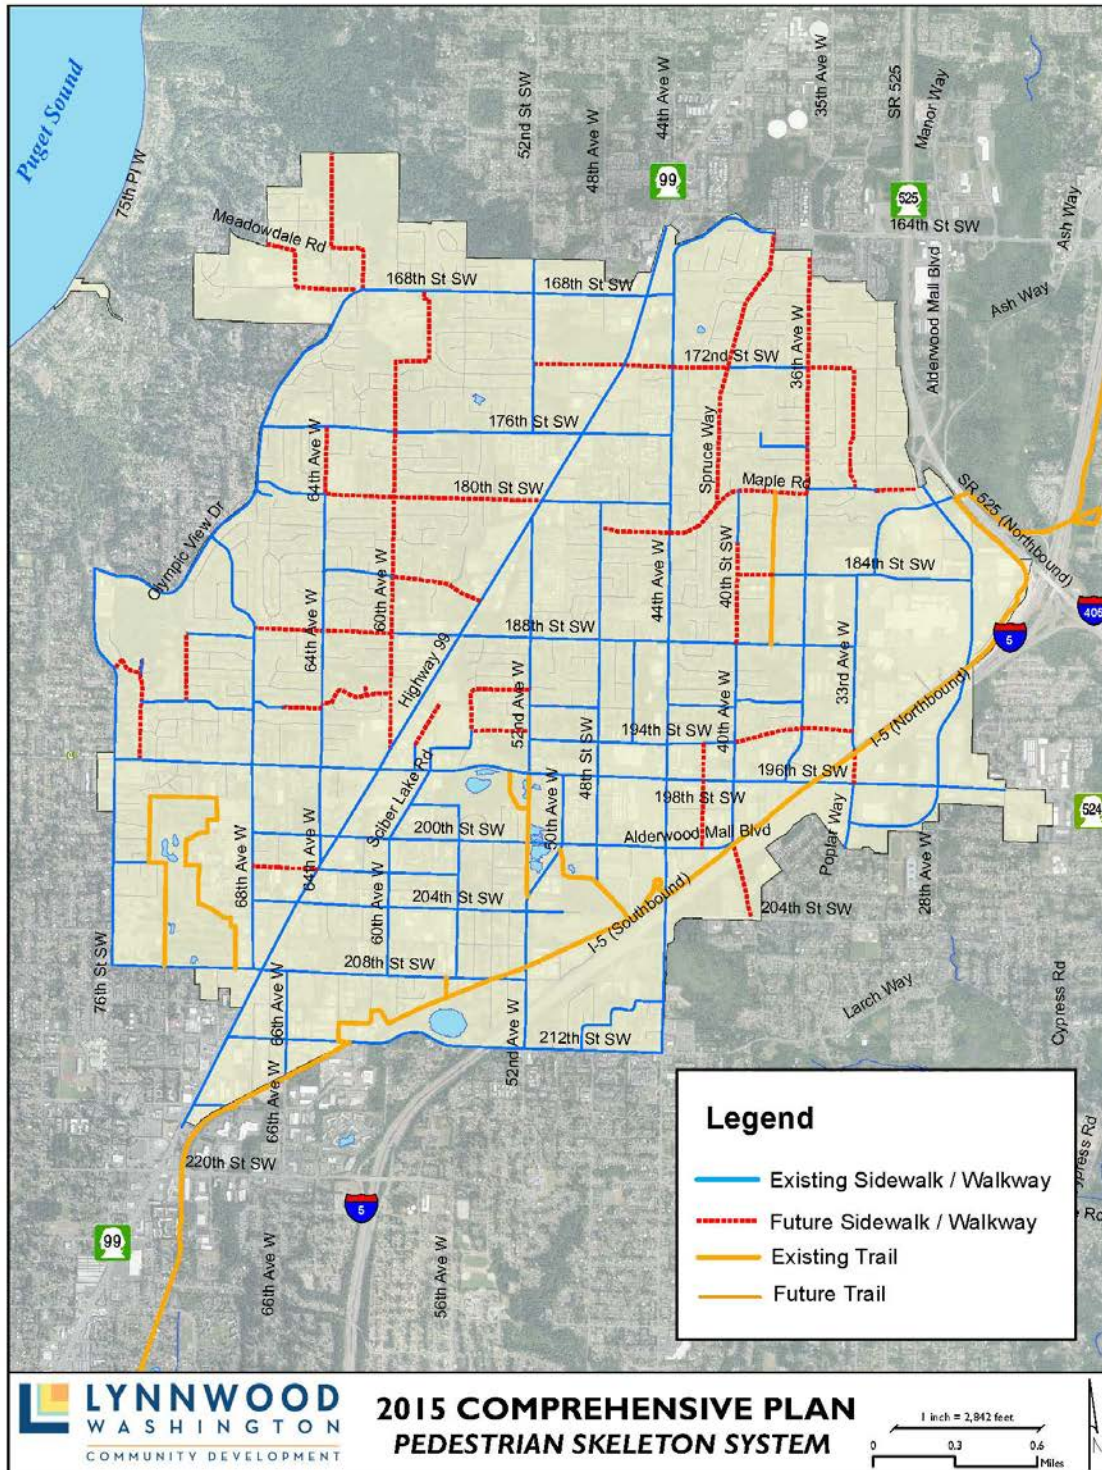 Puget Sound
75th Pl W
52nd St SW
48th Ave W
44th Ave W
35th Ave W
SR 525
Manor Way
99
525
164th St SW
Ash Way
Meadowdale Rd
168th St SW
168th St SW
Alderwood Mall Blvd
Ash Way
36th Ave W
172nd St SW
176th St SW
64th Ave W
Spruce Way
180th St SW
Maple Rd
SR 525 (Northbound)
Olympic View Dr
60th Ave W
44th Ave W
40th St SW
184th St SW
405
5
64th Ave W
188th St SW
Highway 99
33rd Ave W
I-5 (Northbound)
52nd Ave W
40th Ave W
194th St SW
48th St SW
196th St SW
Sciber Lake Rd
198th St SW
524
200th St SW
50th Ave W
Alderwood Mall Blvd
Poplar Way
68th Ave W
64th Ave W
60th Ave W
204th St SW
28th Ave W
204th St SW
I-5 (Southbound)
76th St SW
208th St SW
66th Ave W
Larch Way
Cypress Rd
52nd Ave W
212th St SW
66th Ave W
220th St SW
5
99
66th Ave W
56th Ave W
ypress Rd
e Rd
Legend
Existing Sidewalk / Walkway
Future Sidewalk / Walkway
Existing Trail
Future Trail
LYNNWOOD
WASHINGTON
COMMUNITY DEVELOPMENT
2015 COMPREHENSIVE PLAN
PEDESTRIAN SKELETON SYSTEM
1 inch = 2,842 feet
0 0.3 0.6
Miles
N